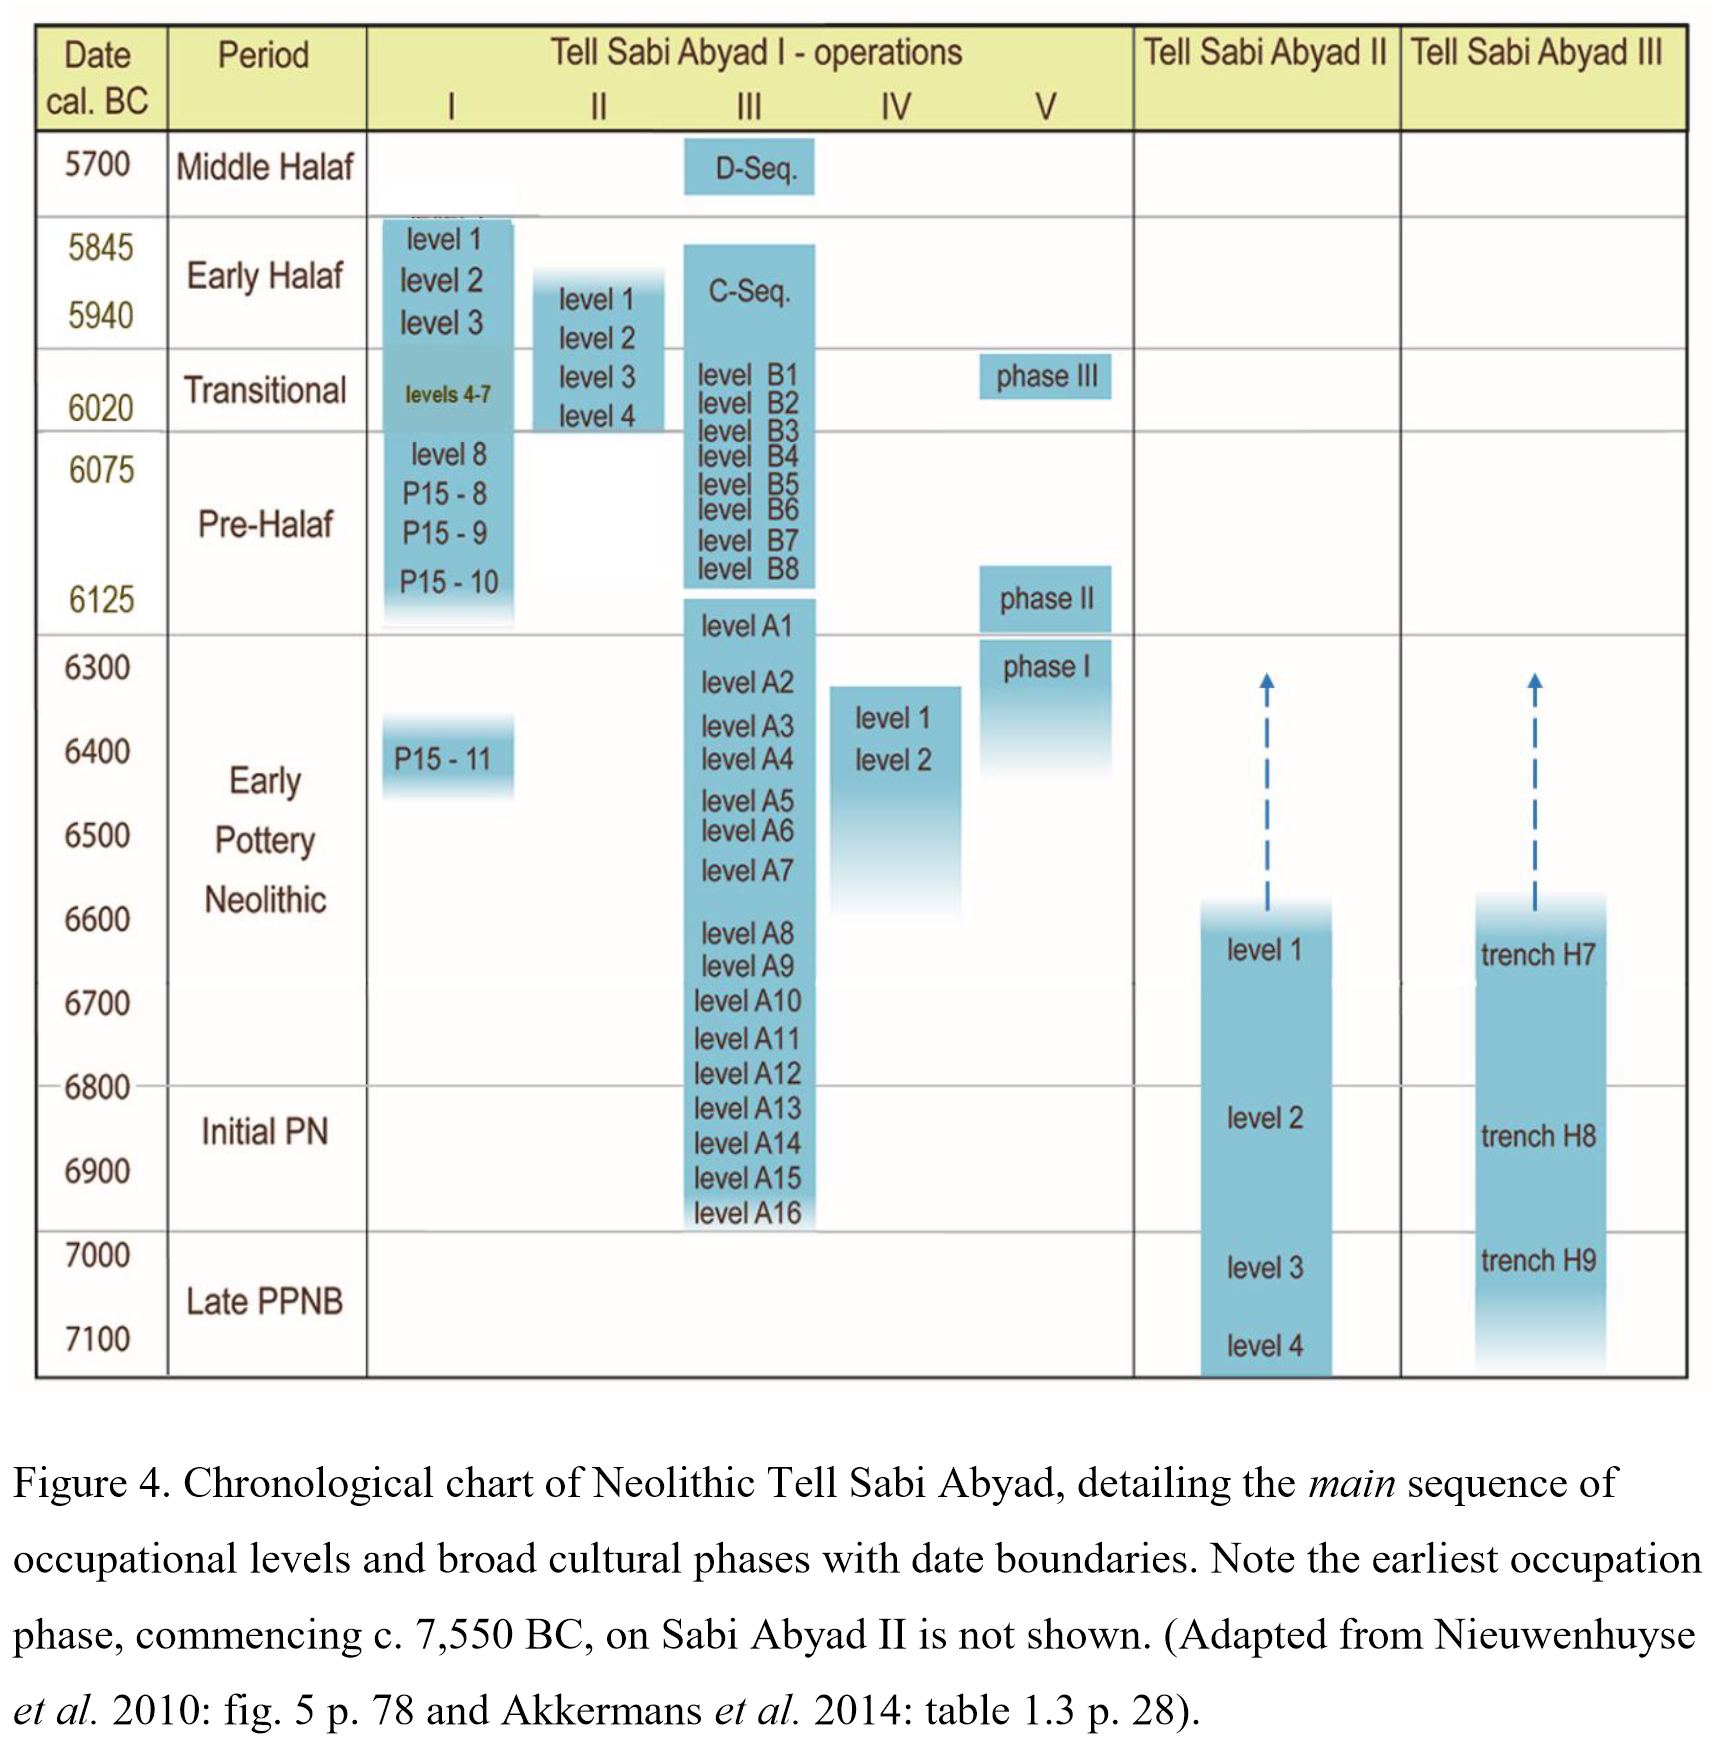 Date
cal. BC
Period
Tell Sabi Abyad I - operations
I II III IV V
Tell Sabi Abyad II
Tell Sabi Abyad III
5700
5845
5940
6020
6075
6125
6300
6400
6500
6600
6700
6800
6900
7000
7100
Middle Halaf
Early Halaf
Transitional
Pre-Halaf
Early
Pottery
Neolithic
Initial PN
Late PPNB
level 1
level 2
level 3
levels 4-7
level 8
P15 - 8
P15 - 9
P15 - 10
P15 - 11
level 1
level 2
level 3
level 4
D-Seq.
C-Seq.
level B1
level B2
level B3
level B4
level B5
level B6
level B7
level B8
level A1
level A2
level A3
level A4
level A5
level A6
level A7
level A8
level A9
level A10
level A11
level A12
level A13
level A14
level A15
level A16
level 1
level 2
phase III
phase II
phase I
level 1
level 2
level 3
level 4
trench H7
trench H8
trench H9
Figure 4. Chronological chart of Neolithic Tell Sabi Abyad, detailing the main sequence of
occupational levels and broad cultural phases with date boundaries. Note the earliest occupation
phase, commencing c. 7,550 BC, on Sabi Abyad II is not shown. (Adapted from Nieuwenhuyse
et al. 2010: fig. 5 p. 78 and Akkermans et al. 2014: table 1.3 p. 28).